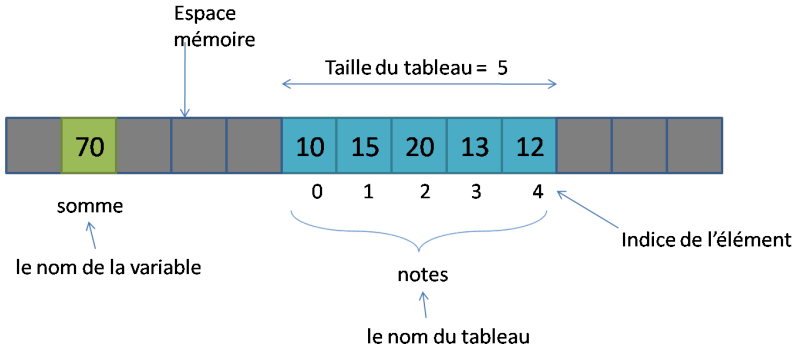 Espace
mémoire
Taille du tableau = 5
70
10 15 20 13 12
0 1 2 3 4
somme
Indice de l'élément
le nom de la variable
notes
le nom du tableau